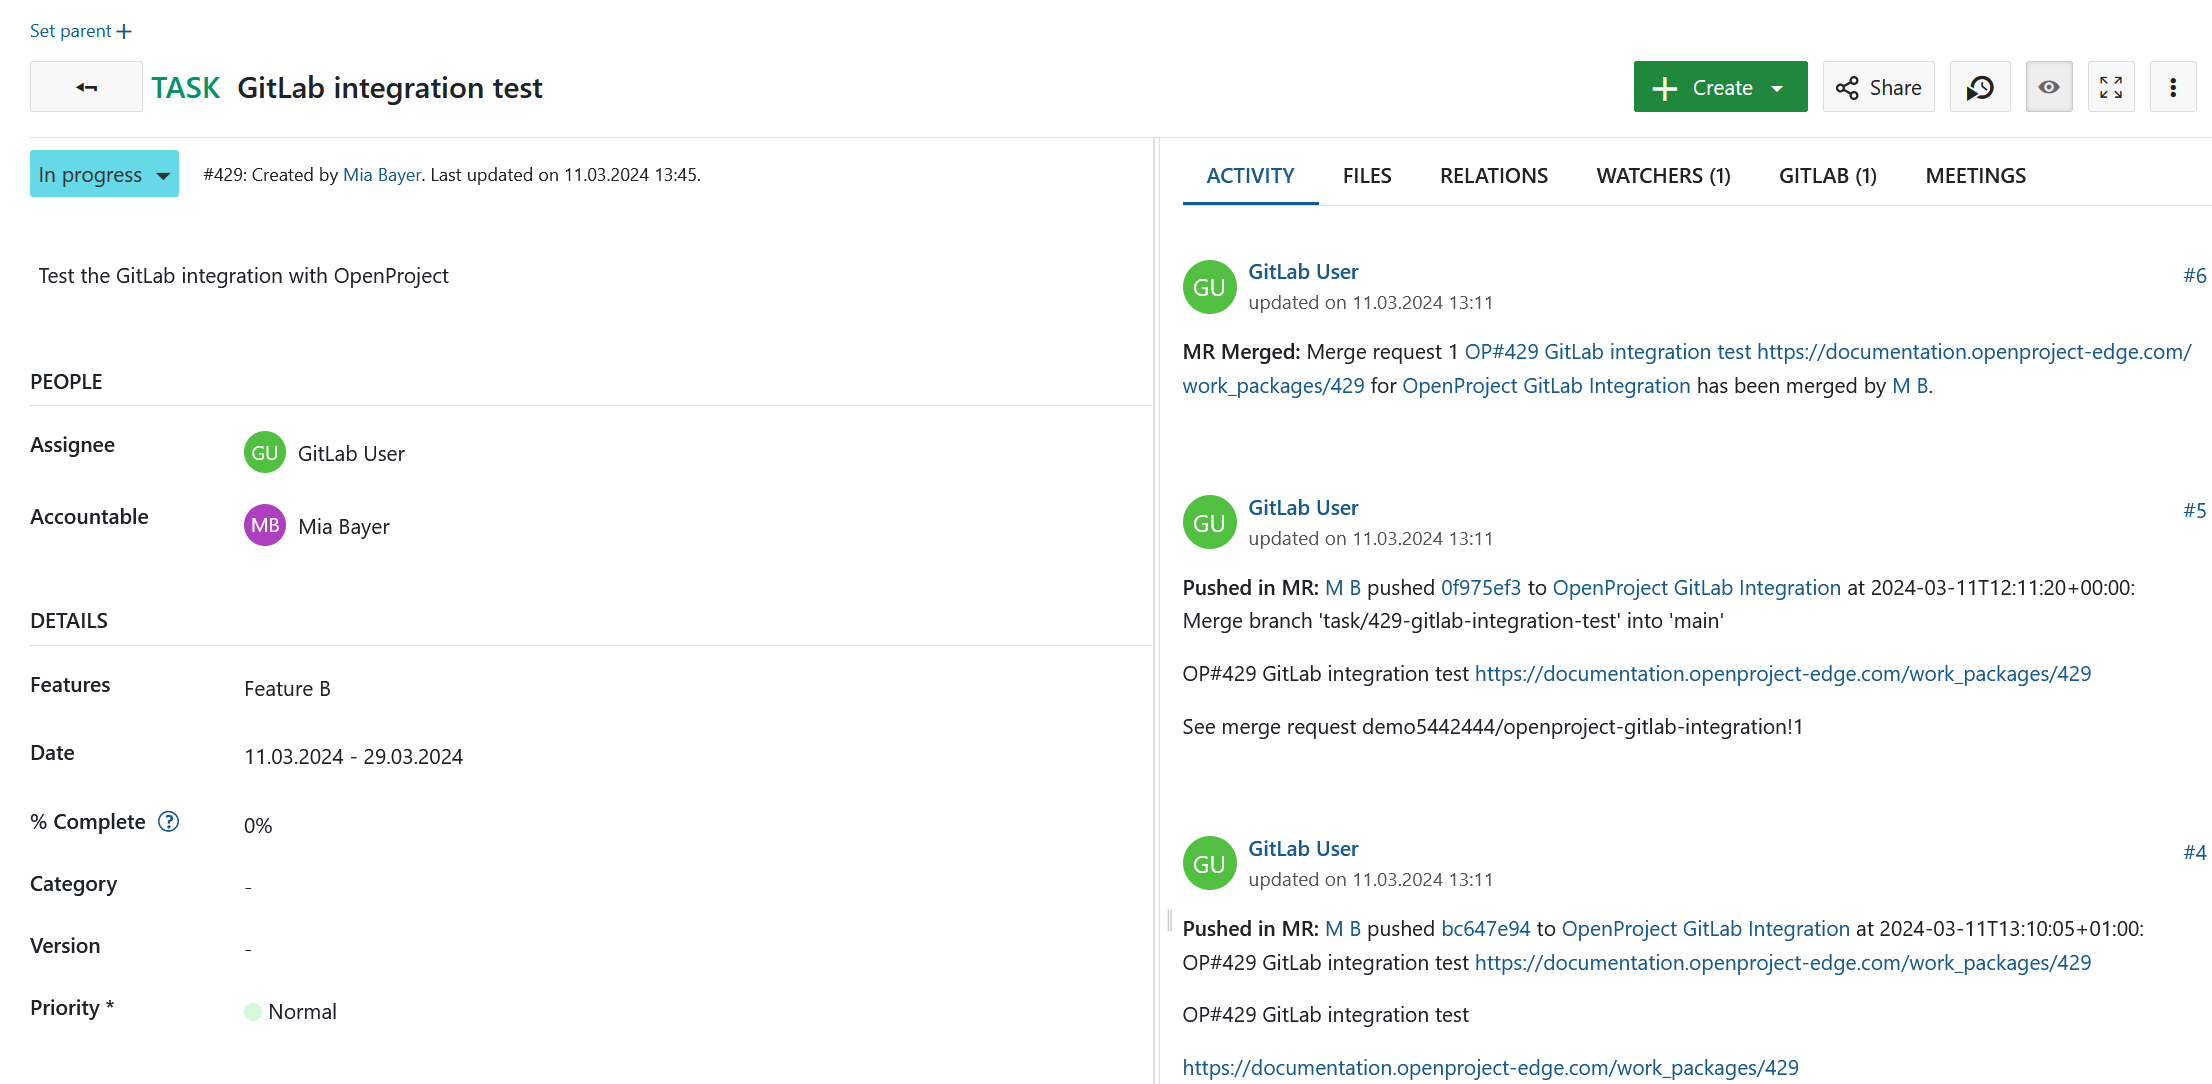 Set parent +
TASK GitLab integration test
Create
Share
In progress
#429: Created by Mia Bayer. Last updated on 11.03.2024 13:45.
Test the GitLab integration with OpenProject
PEOPLE
Assignee
GU GitLab User
Accountable
MB Mia Bayer
DETAILS
Features
Feature B
Date
11.03.2024 - 29.03.2024
% Complete ?
0%
Category
-
Version
-
Priority *
Normal
ACTIVITY FILES RELATIONS WATCHERS (1) GITLAB (1) MEETINGS
GU GitLab User #6
updated on 11.03.2024 13:11
MR Merged: Merge request 1 OP#429 GitLab integration test https://documentation.openproject-edge.com/
work_packages/429 for OpenProject GitLab Integration has been merged by M B.
GU GitLab User #5
updated on 11.03.2024 13:11
Pushed in MR: M B pushed 0f975ef3 to OpenProject GitLab Integration at 2024-03-11T12:11:20+00:00:
Merge branch 'task/429-gitlab-integration-test' into 'main'
OP#429 GitLab integration test https://documentation.openproject-edge.com/work_packages/429
See merge request demo5442444/openproject-gitlab-integration!1
GU GitLab User #4
updated on 11.03.2024 13:11
Pushed in MR: M B pushed bc647e94 to OpenProject GitLab Integration at 2024-03-11T13:10:05+01:00:
OP#429 GitLab integration test https://documentation.openproject-edge.com/work_packages/429
OP#429 GitLab integration test
https://documentation.openproject-edge.com/work_packages/429